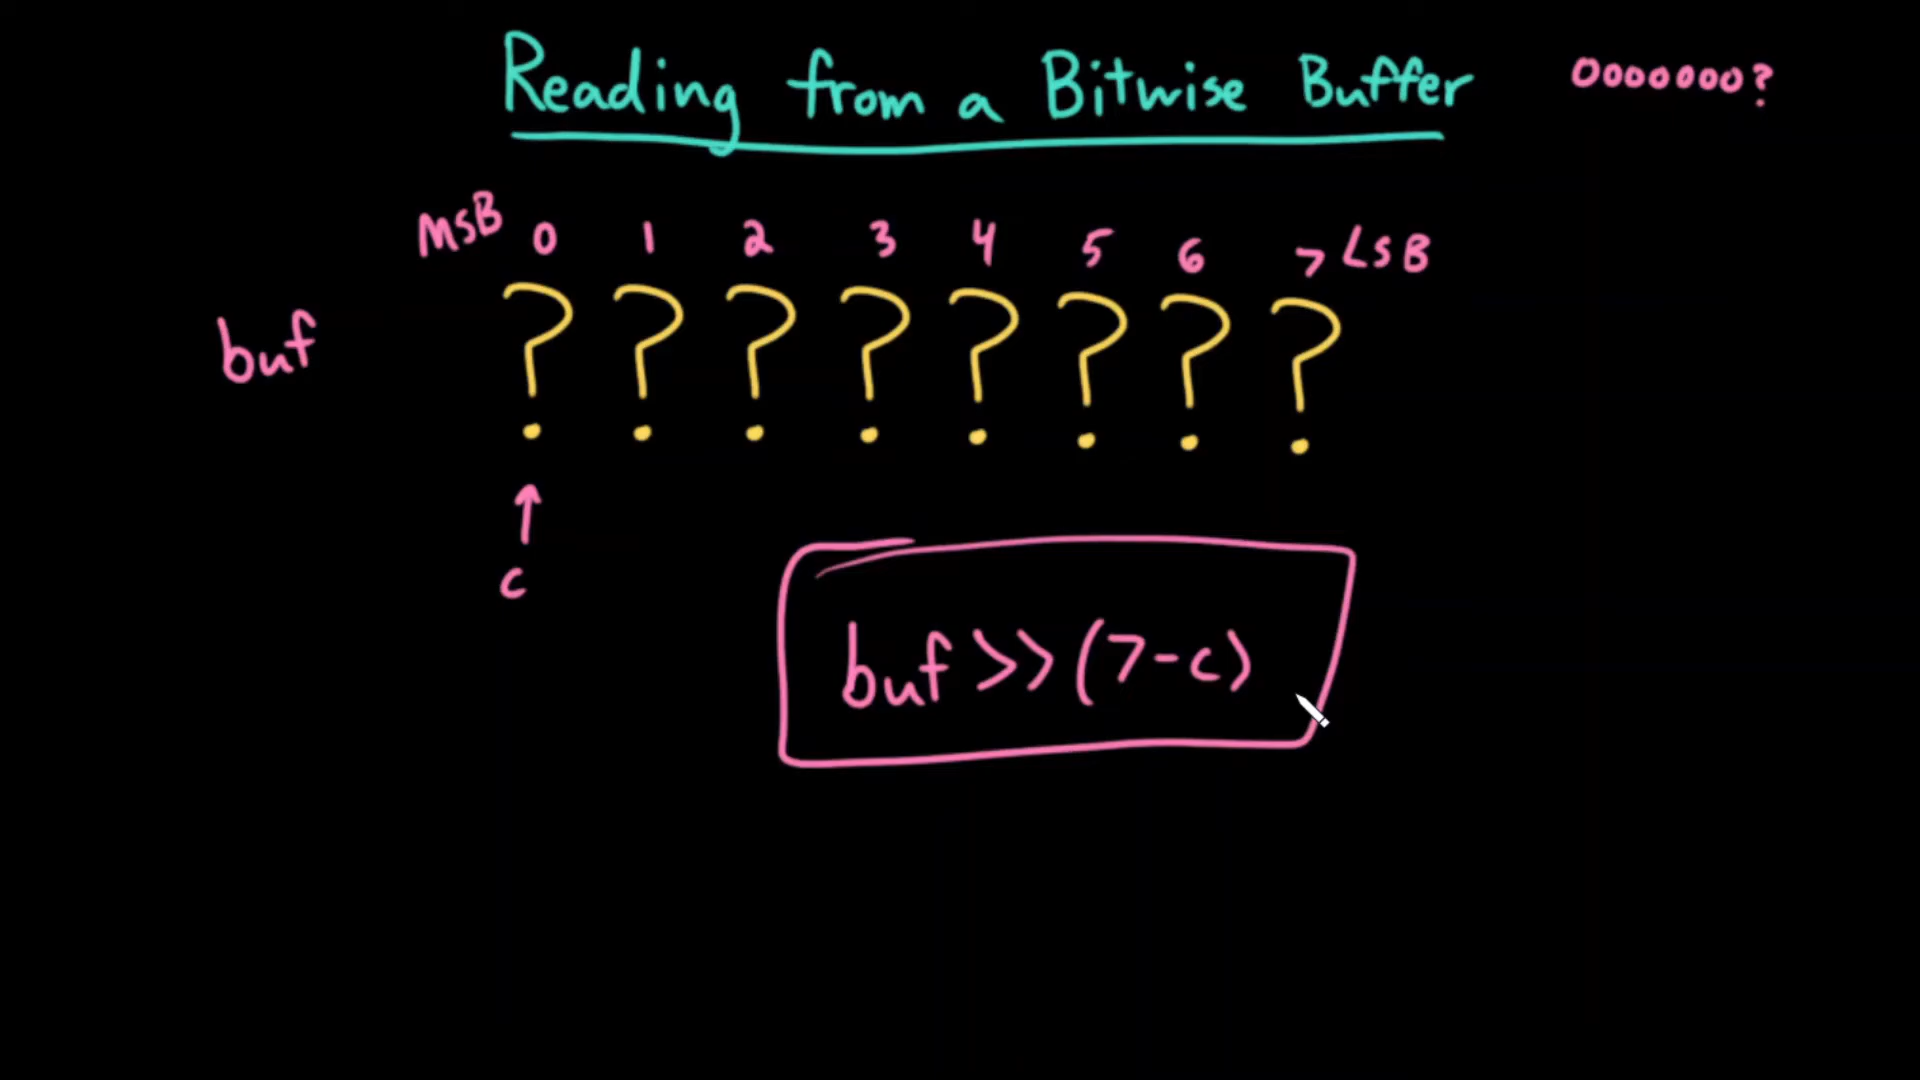 Reading from a Bitwise Buffer
0000000?
MSB 0 1 2 3 4 5 6 7 LSB
buf ? ? ? ? ? ? ? ?
c
buf >> (7-c)